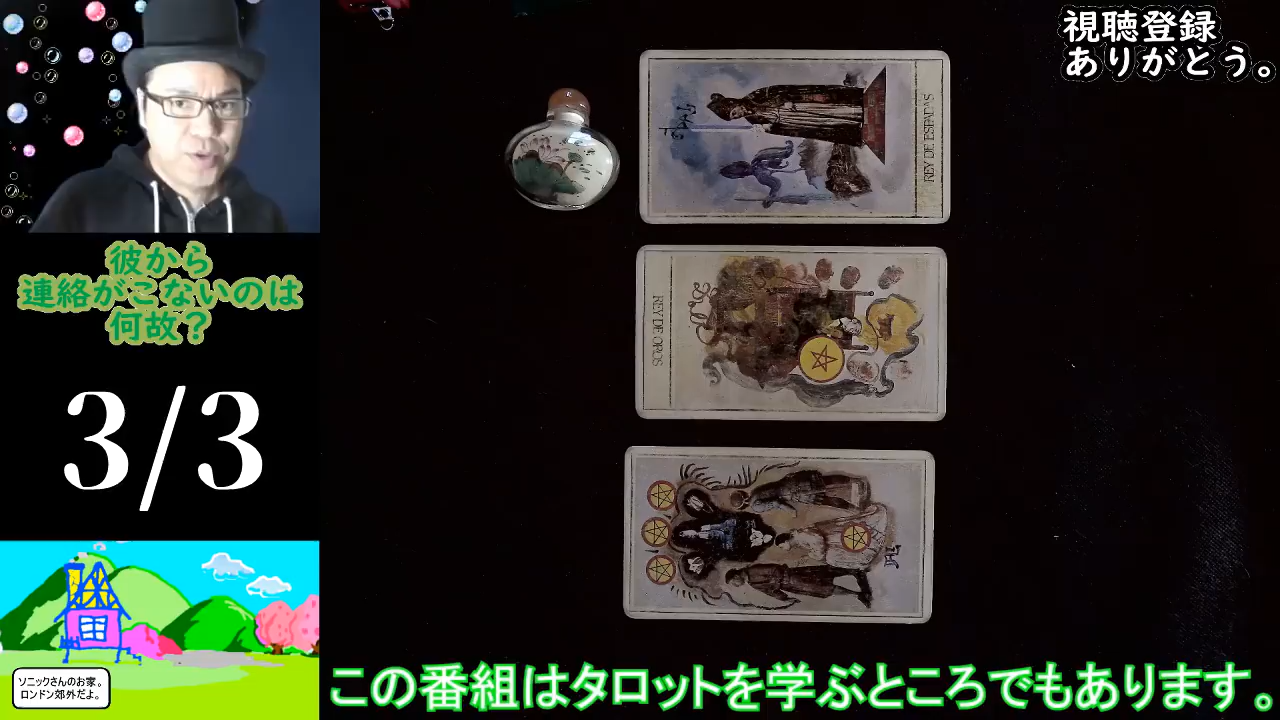 視聴登録
ありがとう。
REY DE ESPADAS
彼から
連絡がこないのは
何故？
REY DE OROS
3/3
ソニックさんのお家。
ロンドン郊外だよ。
この番組はタロットを学ぶところでもあります。